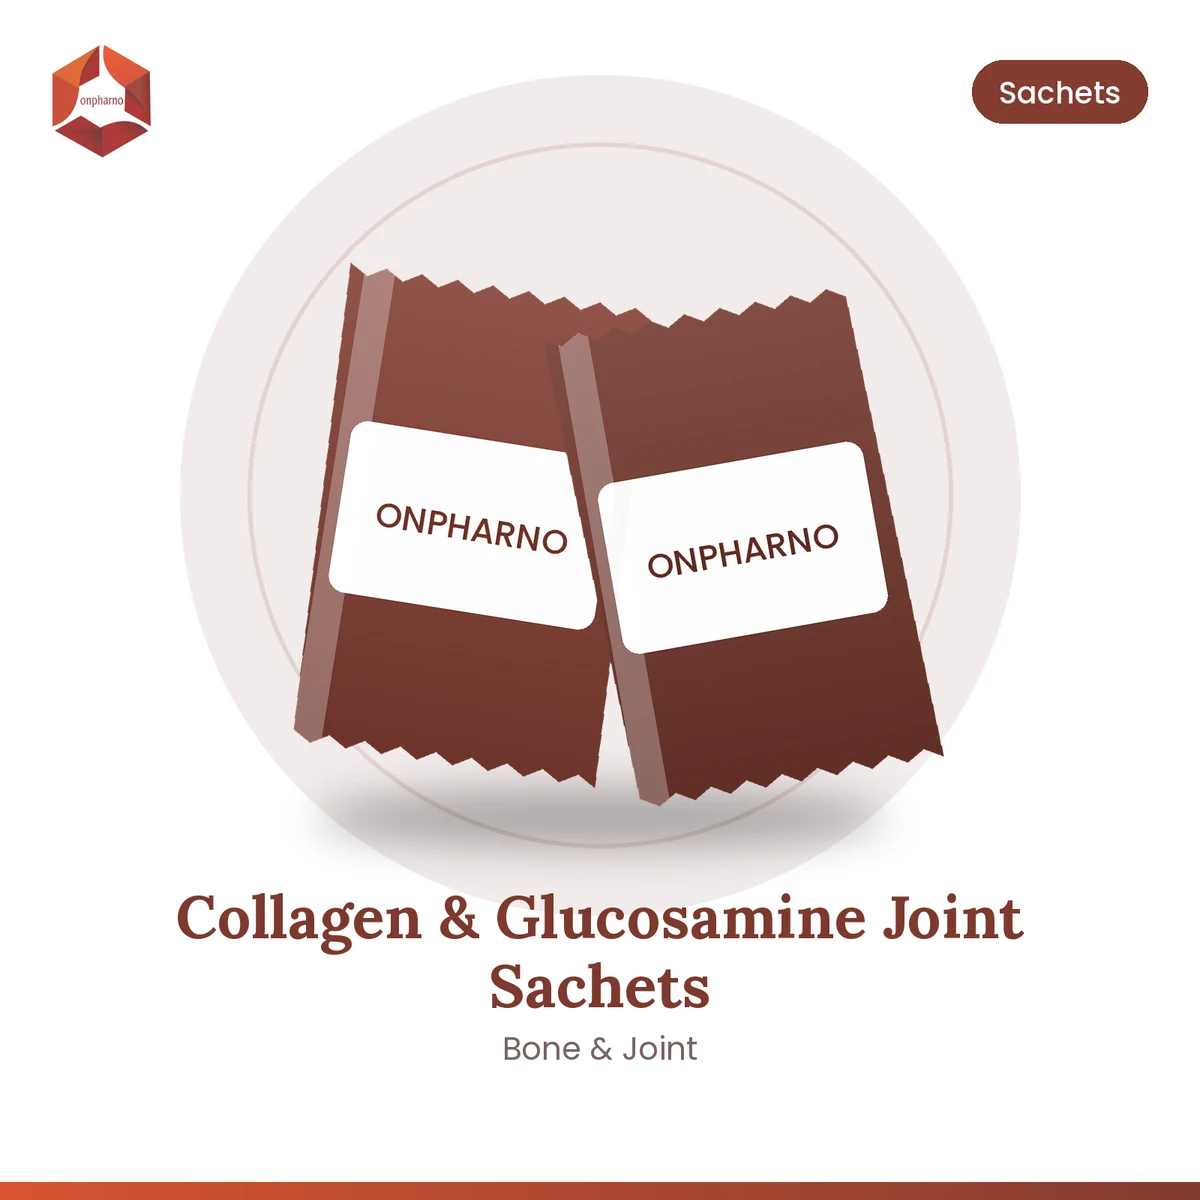 onpharno
Sachets
ONPHARNO
ONPHARNO
Collagen & Glucosamine Joint
Sachets
Bone & Joint